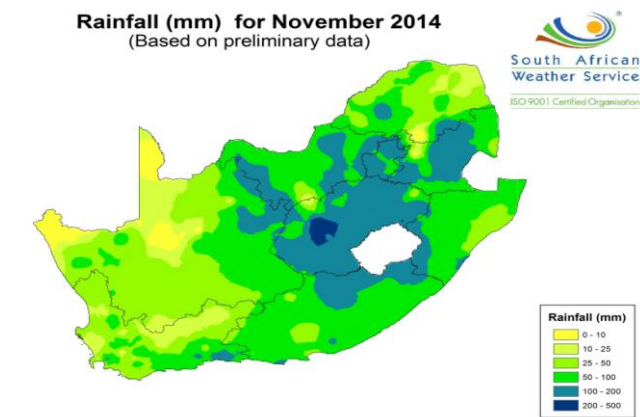 Rainfall (mm) for November 2014
(Based on preliminary data)
®
South African
Weather Service
ISO 9001 Certified Organisation
Rainfall (mm)
0 - 10
10 - 25
25 - 50
50 - 100
100 - 200
200 - 500